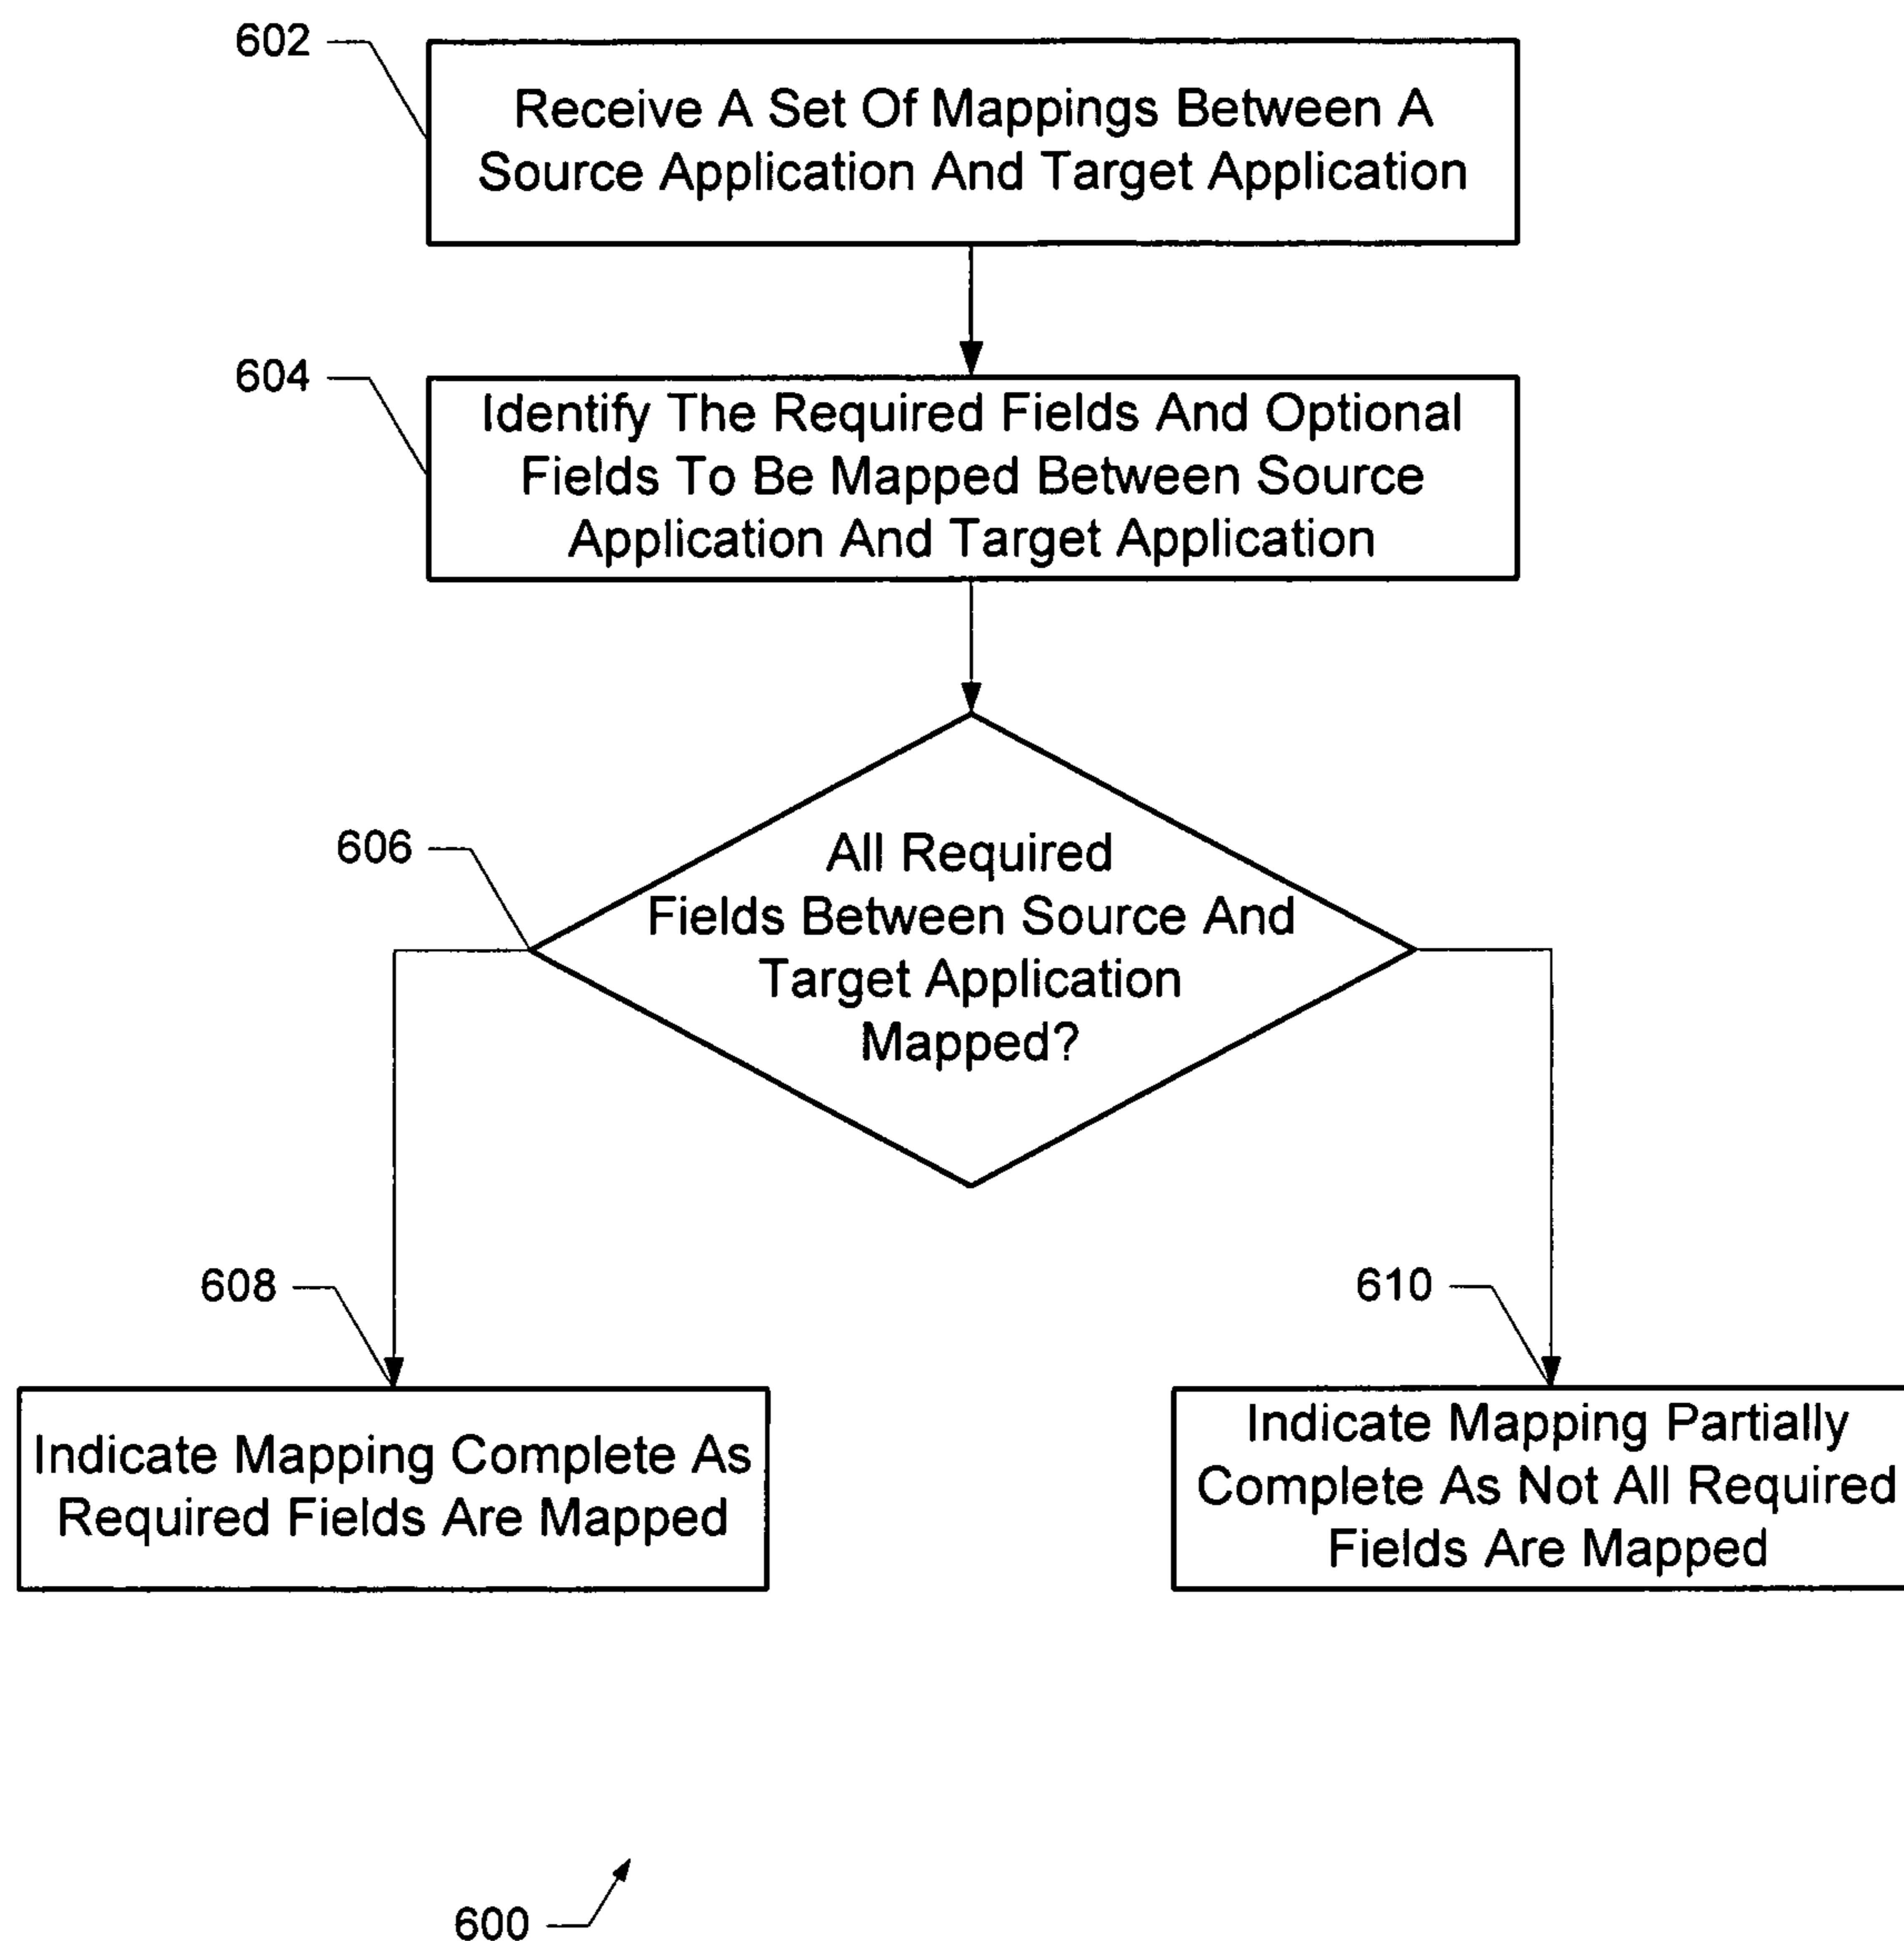 602
Receive A Set Of Mappings Between A
Source Application And Target Application
604
Identify The Required Fields And Optional
Fields To Be Mapped Between Source
Application And Target Application
606
All Required
Fields Between Source And
Target Application
Mapped?
608
Indicate Mapping Complete As
Required Fields Are Mapped
610
Indicate Mapping Partially
Complete As Not All Required
Fields Are Mapped
600